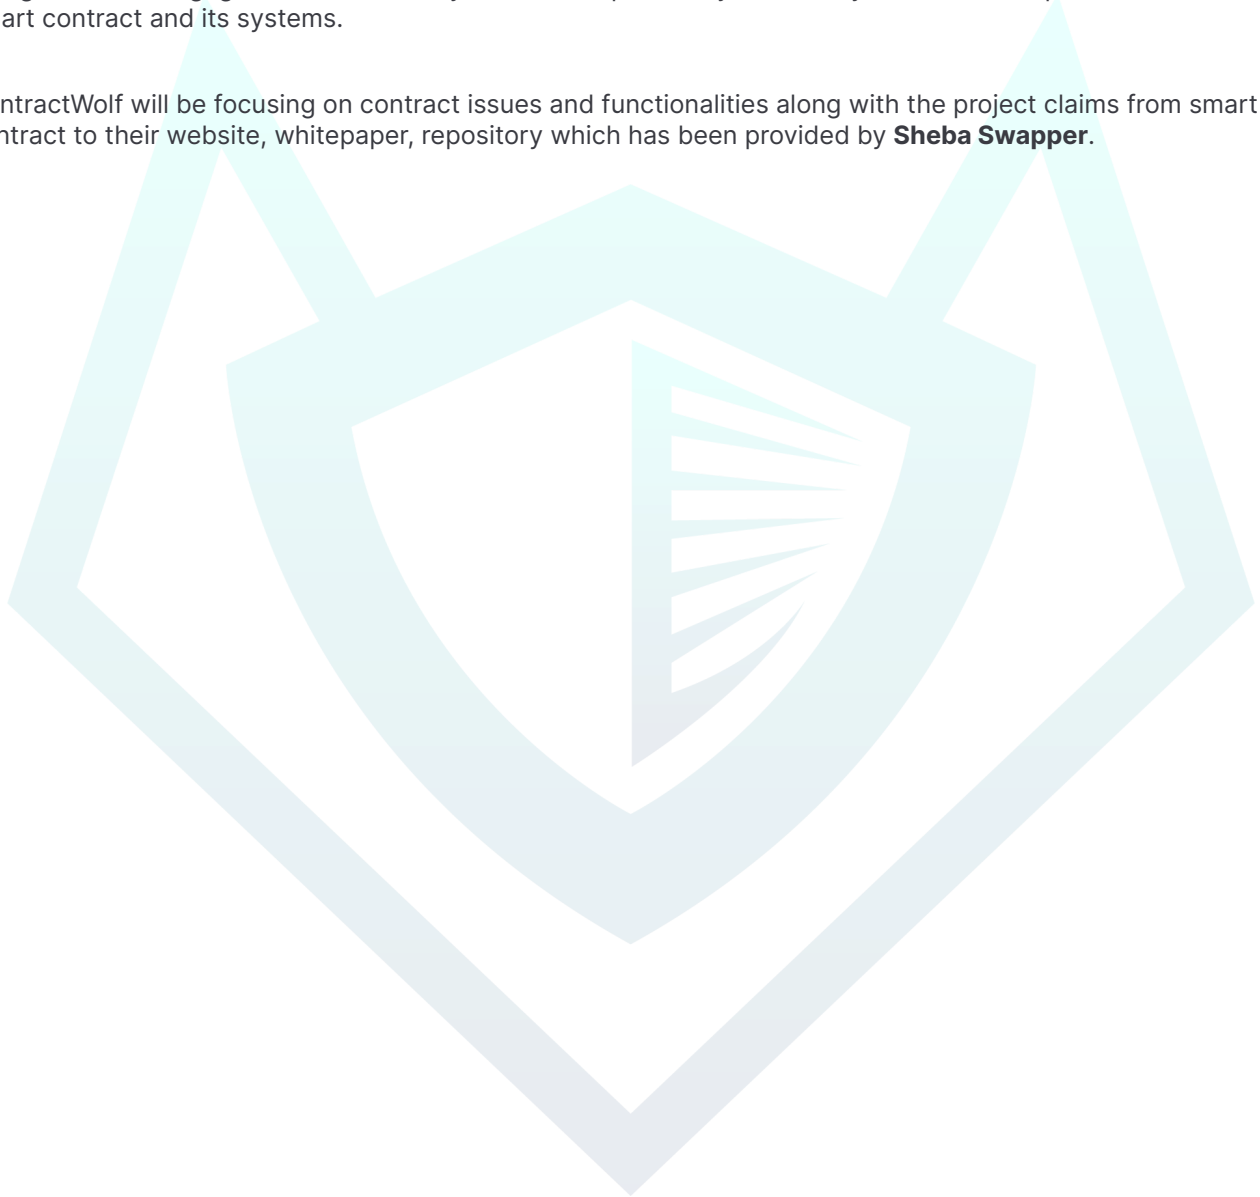 art contract and its systems.
ntractWolf will be focusing on contract issues and functionalities along with the project claims from smart
ntract to their website, whitepaper, repository which has been provided by Sheba Swapper.